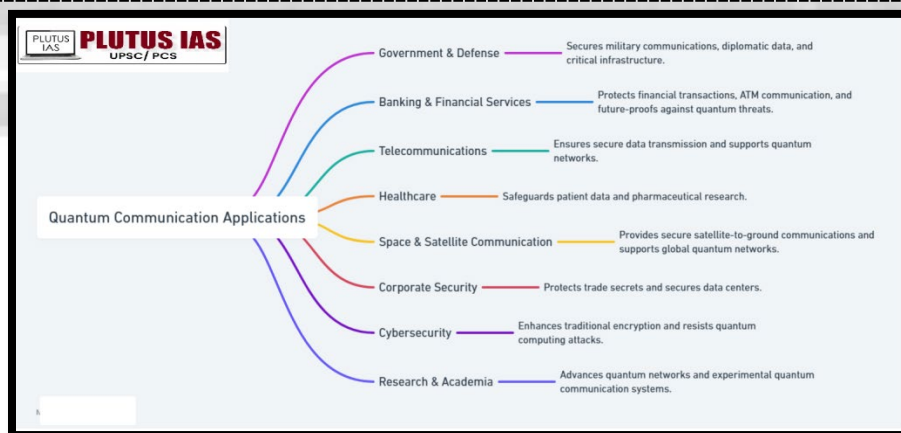 PLUTUS
IAS
PLUTUS IAS
UPSC/ PCS
Government & Defense
Secures military communications, diplomatic data, and
critical infrastructure.
Banking & Financial Services
Protects financial transactions, ATM communication, and
future-proofs against quantum threats.
Telecommunications
Ensures secure data transmission and supports quantum
networks.
Healthcare
Safeguards patient data and pharmaceutical research.
Quantum Communication Applications
Space & Satellite Communication
Provides secure satellite-to-ground communications and
supports global quantum networks.
Corporate Security
Protects trade secrets and secures data centers.
Cybersecurity
Enhances traditional encryption and resists quantum
computing attacks.
Research & Academia
Advances quantum networks and experimental quantum
communication systems.